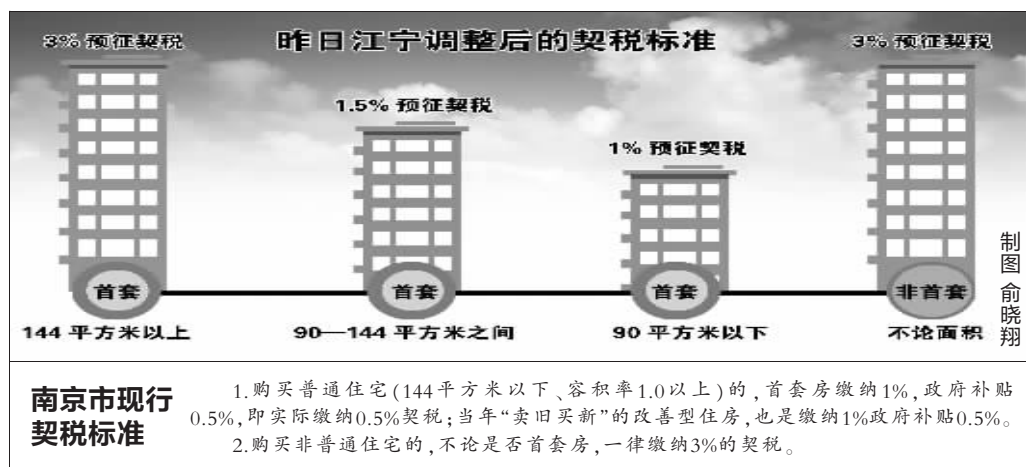 昨日江宁调整后的契税标准
3% 预征契税
1.5% 预征契税
1% 预征契税
3% 预征契税
首套
首套
首套
非首套
144 平方米以上
90—144 平方米之间
90 平方米以下
不论面积
制图 俞晓翔
南京市现行
契税标准
1.购买普通住宅(144平方米以下、容积率1.0以上)的,首套房缴纳1%,政府补贴
0.5%,即实际缴纳0.5%契税;当年“卖旧买新”的改善型住房,也是缴纳1%政府补贴0.5%。
2.购买非普通住宅的,不论是否首套房,一律缴纳3%的契税。